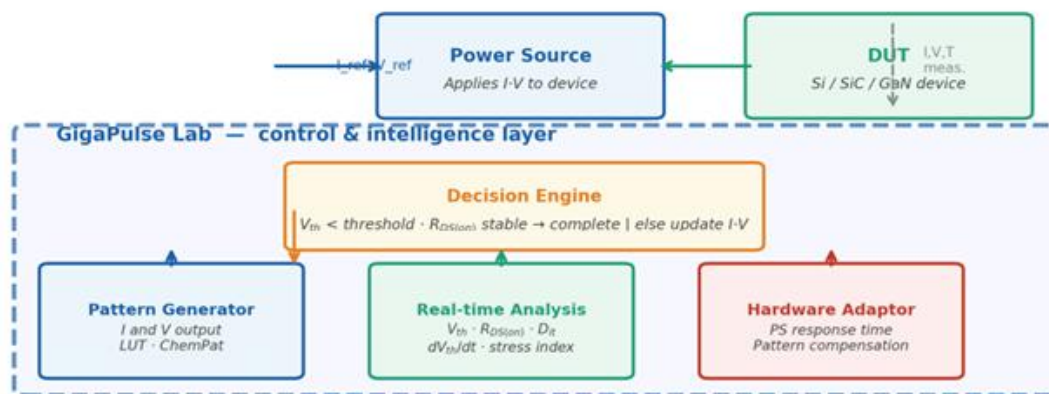 Power Source
Applies I-V to device
I_ref, V_ref
DUT
Si / SiC / GaN device
I,V,T
meas.
GigaPulse Lab — control & intelligence layer
Decision Engine
Vth < threshold · RDS(on) stable → complete | else update I-V
Pattern Generator
I and V output
LUT · ChemPat
Real-time Analysis
Vth · RDS(on) · Dit
dVth/dt · stress index
Hardware Adaptor
PS response time
Pattern compensation